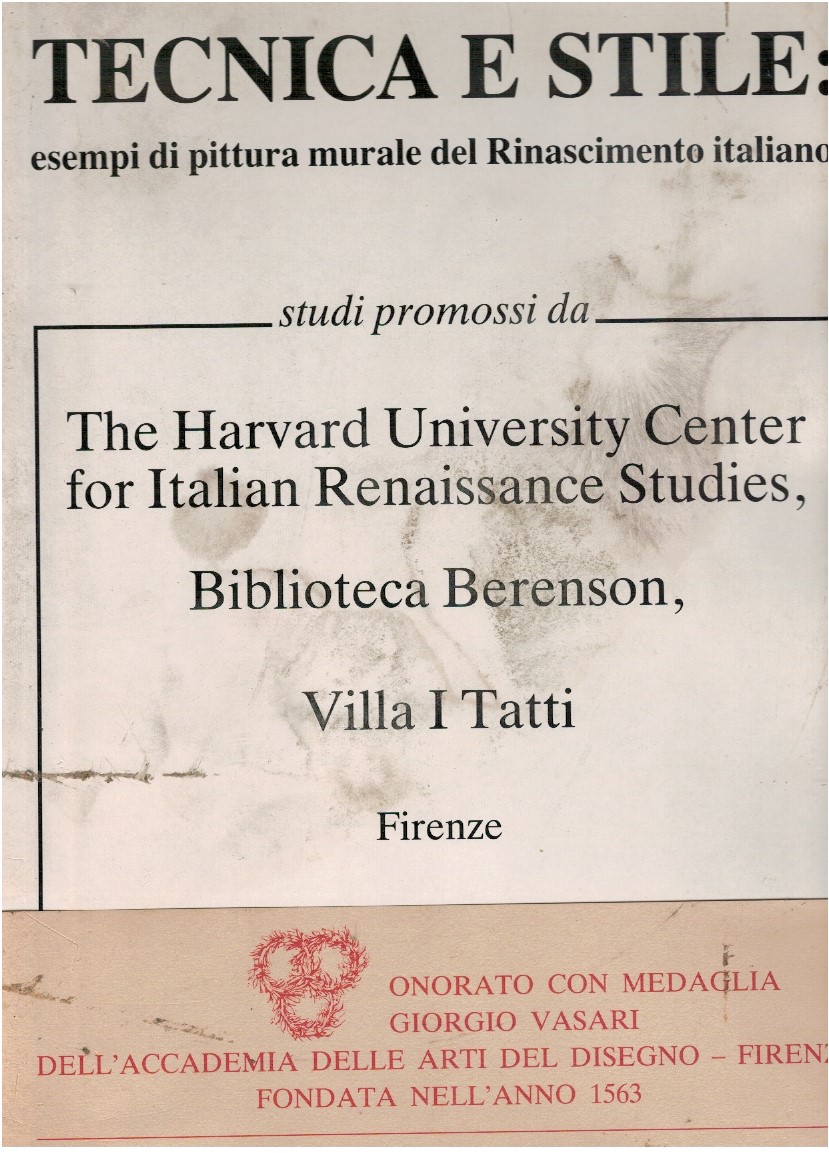 TECNICA E STILE:
esempi di pittura murale del Rinascimento italiano
studi promossi da
The Harvard University Center
for Italian Renaissance Studies,
Biblioteca Berenson,
Villa I Tatti
Firenze
ONORATO CON MEDAGLIA
GIORGIO VASARI
DELL'ACCADEMIA DELLE ARTI DEL DISEGNO – FIRENZ
FONDATA NELL'ANNO 1563